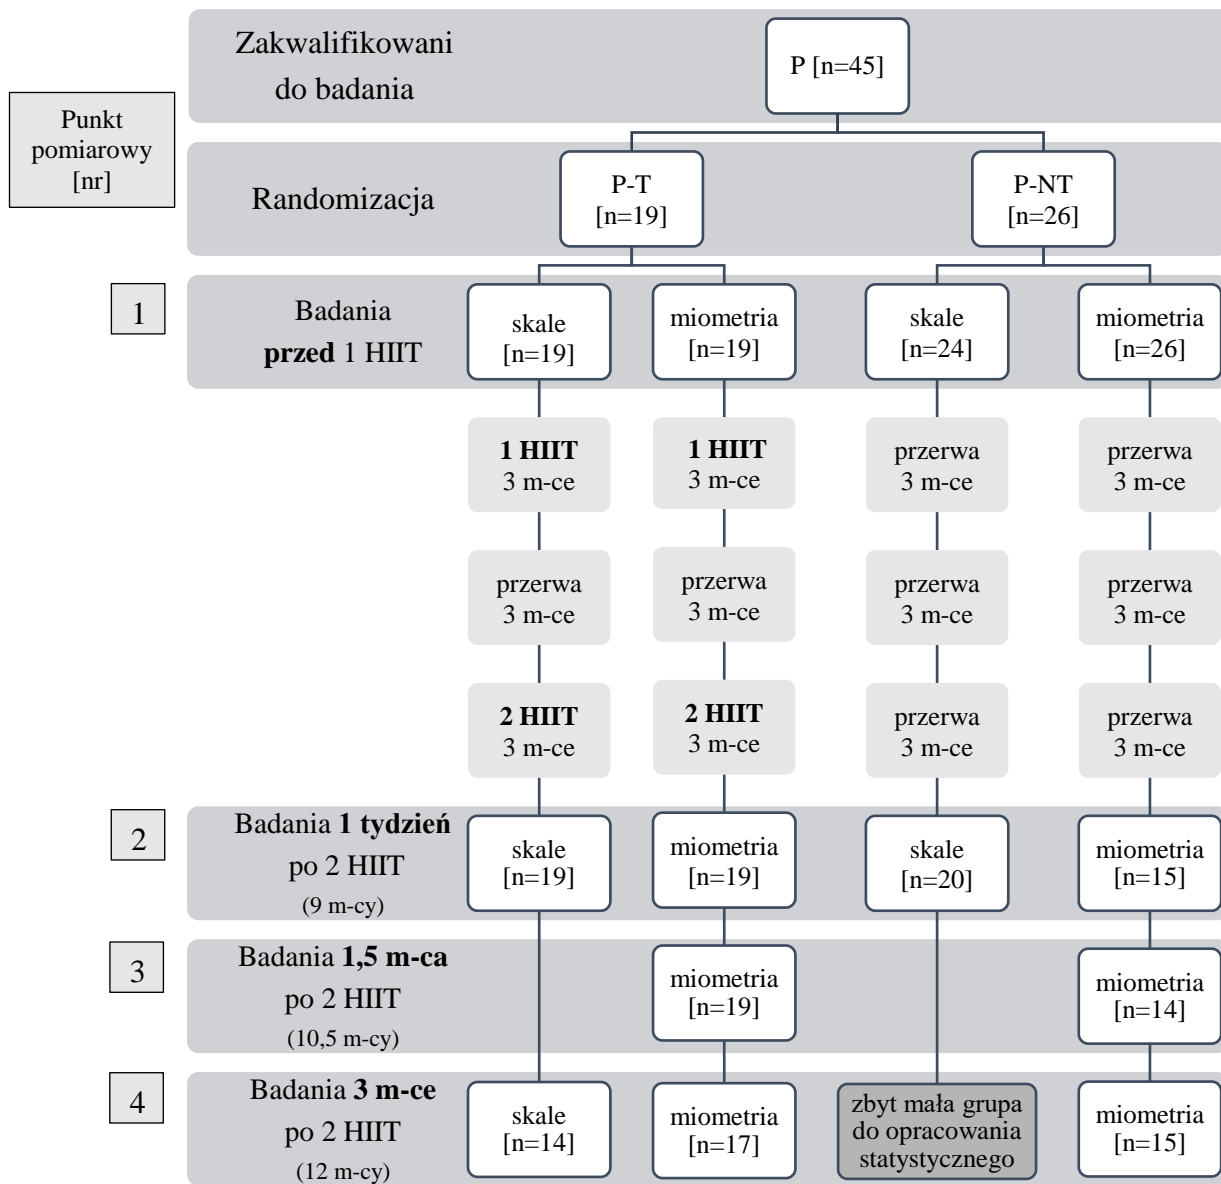 Zakwalifikowani
do badania
P [n=45]
Punkt
pomiarowy
[nr]
Randomizacja
P-T
[n=19]
P-NT
[n=26]
1
Badania
przed 1 HIIT
skale
[n=19]
miometria
[n=19]
skale
[n=24]
miometria
[n=26]
1 HIIT
3 m-ce
1 HIIT
3 m-ce
przerwa
3 m-ce
przerwa
3 m-ce
przerwa
3 m-ce
przerwa
3 m-ce
przerwa
3 m-ce
przerwa
3 m-ce
2 HIIT
3 m-ce
2 HIIT
3 m-ce
przerwa
3 m-ce
przerwa
3 m-ce
2
Badania 1 tydzień
po 2 HIIT
(9 m-cy)
skale
[n=19]
miometria
[n=19]
skale
[n=20]
miometria
[n=15]
3
Badania 1,5 m-ca
po 2 HIIT
(10,5 m-cy)
miometria
[n=19]
miometria
[n=14]
4
Badania 3 m-ce
po 2 HIIT
(12 m-cy)
skale
[n=14]
miometria
[n=17]
zbyt mała grupa
do opracowania
statystycznego
miometria
[n=15]